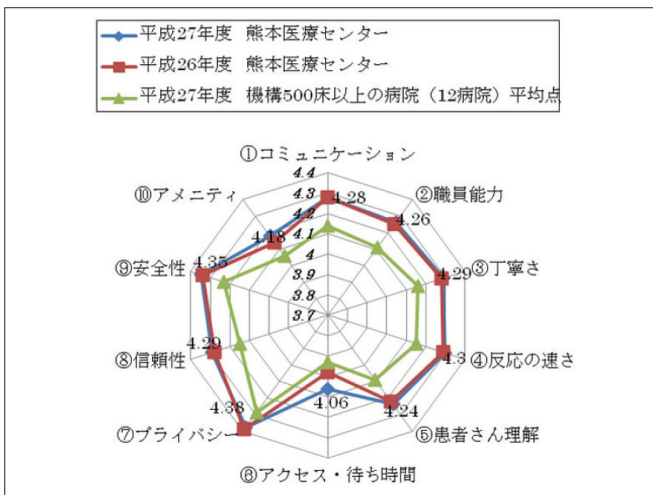 平成27年度 熊本医療センター
平成26年度 熊本医療センター
平成27年度 機構500床以上の病院（12病院）平均点
①コミュニケーション
⑩アメニティ
②職員能力
⑨安全性
③丁寧さ
⑧信頼性
④反応の速さ
⑦プライバシー
⑤患者さん理解
⑥アクセス・待ち時間
4.4
4.3
4.2
4.1
4
3.9
3.8
3.7
4.28
4.26
4.29
4.3
4.24
4.06
4.38
4.29
4.35
4.18